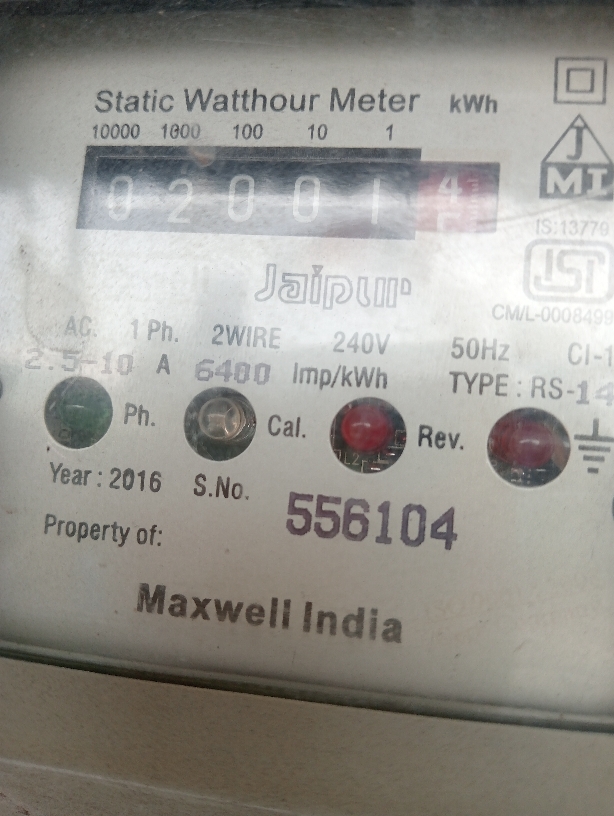 Static Watthour Meter kWh
10000 1000 100 10 1
0 2 0 0 1 4
J
MI
IS:13779
ISI
Jaipur
CM/L-0008499
AC. 1 Ph. 2WIRE 240V 50Hz Cl-1
2.5-10 A 6400 Imp/kWh TYPE : RS-14
Ph. Cal. Rev.
Year : 2016 S.No. 556104
Property of:
Maxwell India